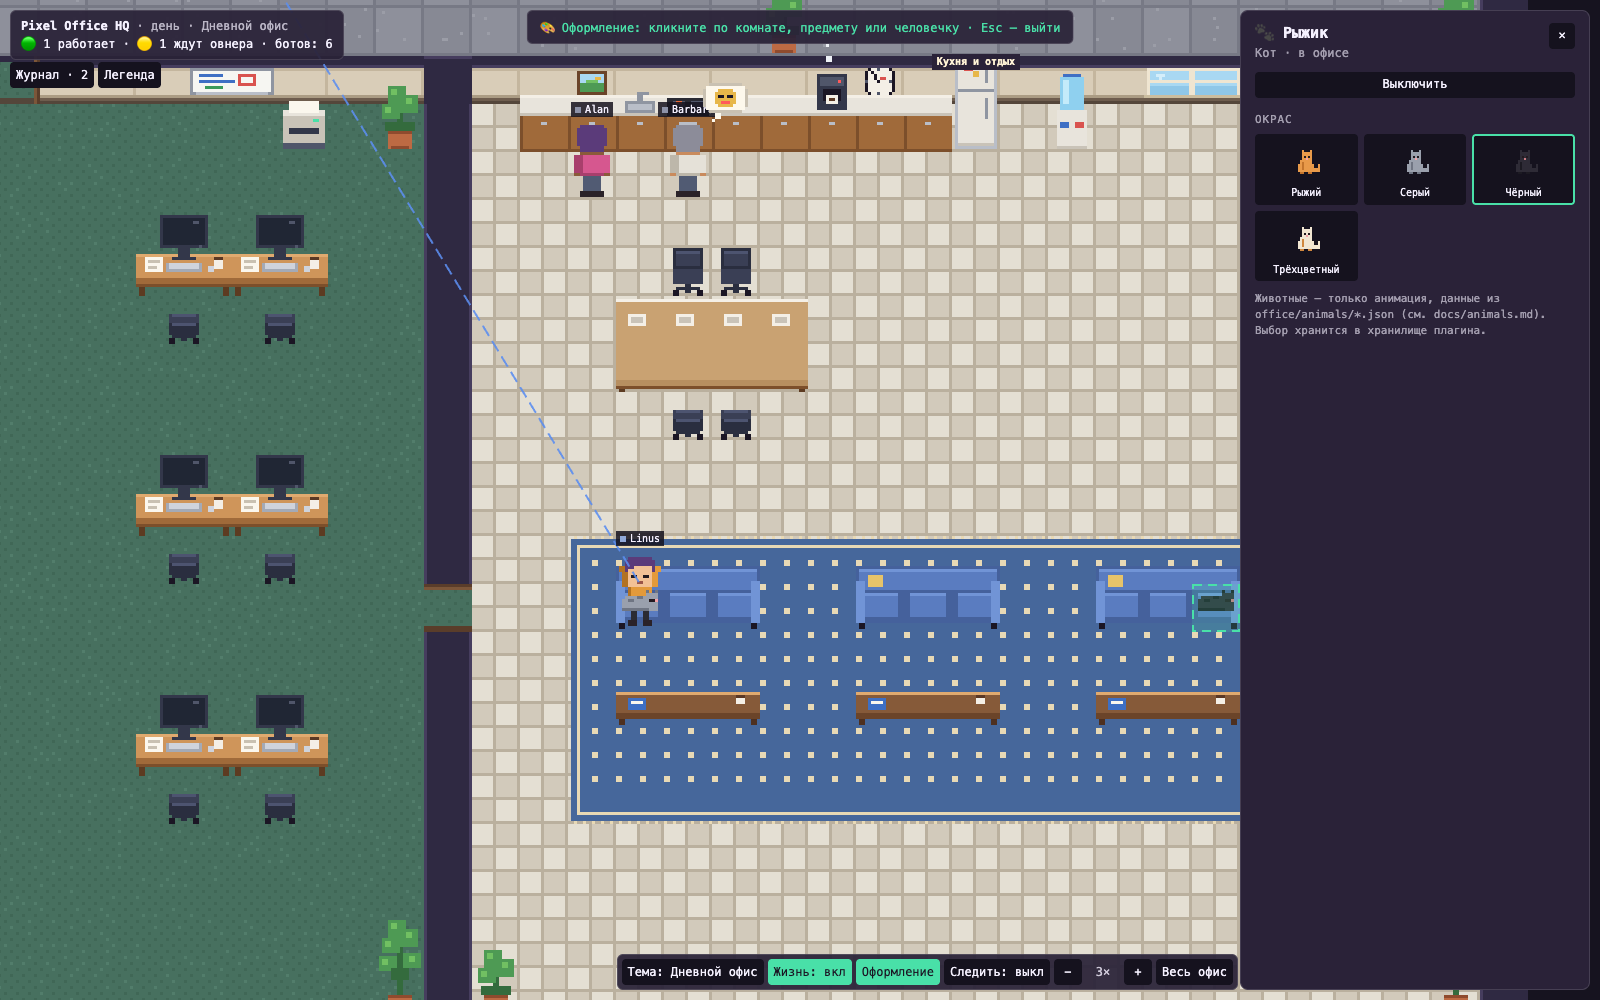 Pixel Office HQ · день · Дневной офис
1 работает · 1 ждут овнера · ботов: 6
Журнал · 2
Легенда
Оформление: кликните по комнате, предмету или человечку · Esc — выйти
Кухня и отдых
Alan
Linus
Рыжик
×
Кот · в офисе
Выключить
ОКРАС
Рыжий
Серый
Чёрный
Трёхцветный
Животные — только анимация, данные из
office/animals/*.json (см. docs/animals.md).
Выбор хранится в хранилище плагина.
Тема: Дневной офис
Жизнь: вкл
Оформление
Следить: выкл
−
3×
+
Весь офис